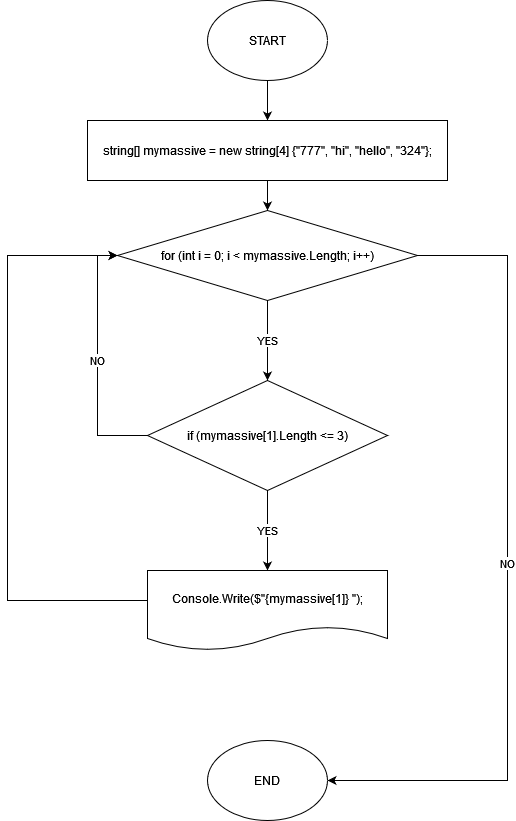 START
string[] mymassive = new string[4] {"777", "hi", "hello", "324"};
for (int i = 0; i < mymassive.Length; i++)
YES
NO
if (mymassive[1].Length <= 3)
YES
NO
Console.Write($"{mymassive[1]} ");
END